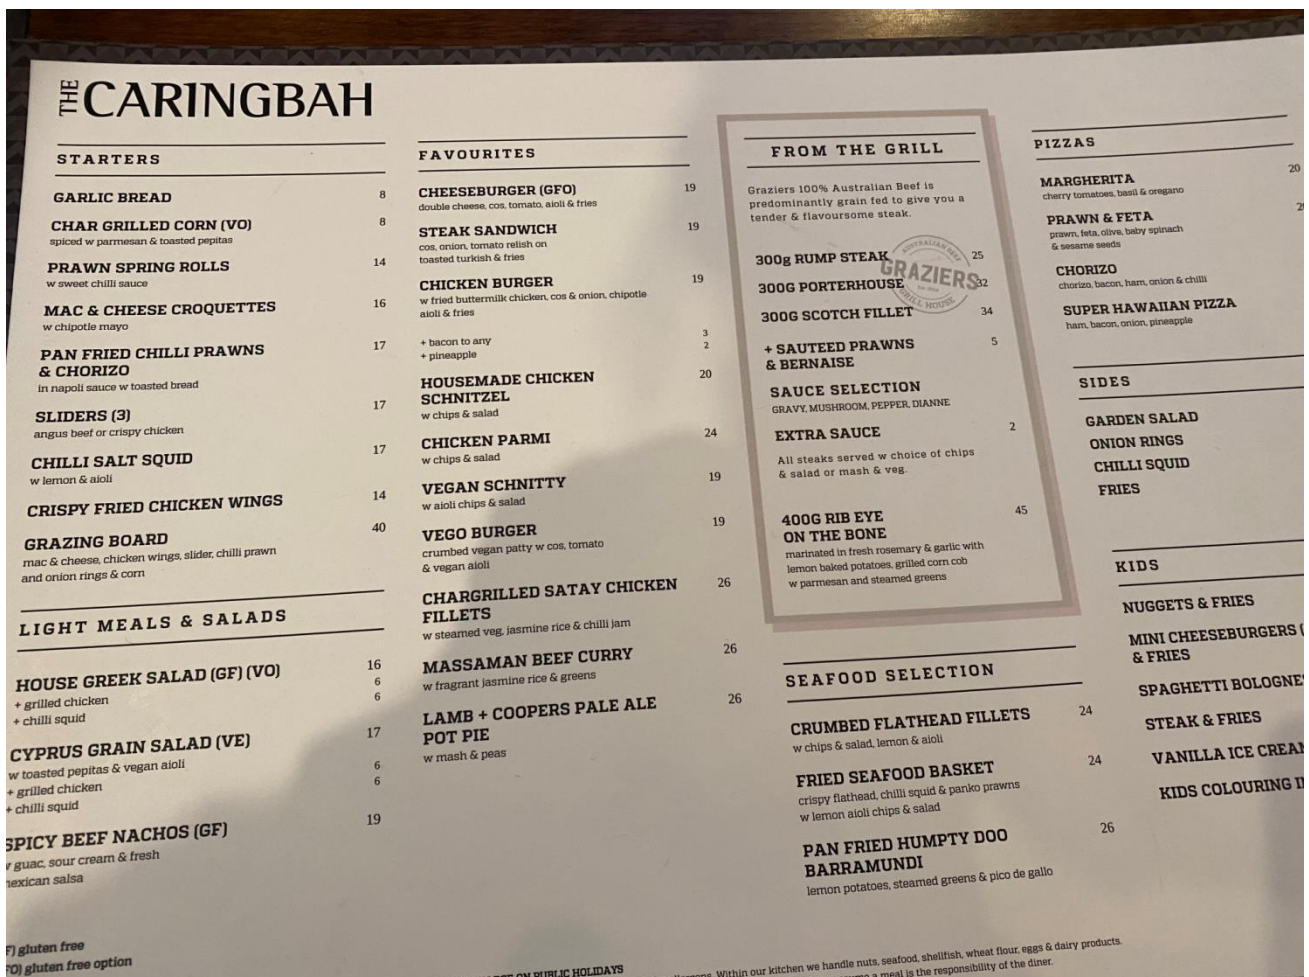 THE CARINGBAH
STARTERS
GARLIC BREAD 8
CHAR GRILLED CORN (VO) 8
spiced w parmesan & toasted pepitas
PRAWN SPRING ROLLS 14
w sweet chilli sauce
MAC & CHEESE CROQUETTES 16
w chipotle mayo
PAN FRIED CHILLI PRAWNS 17
& CHORIZO
in napoli sauce w toasted bread
SLIDERS (3) 17
angus beef or crispy chicken
CHILLI SALT SQUID 17
w lemon & aioli
CRISPY FRIED CHICKEN WINGS 14
GRAZING BOARD 40
mac & cheese, chicken wings, slider, chilli prawn
and onion rings & corn
LIGHT MEALS & SALADS
HOUSE GREEK SALAD (GF) (VO) 16
+ grilled chicken 6
+ chilli squid 6
CYPRUS GRAIN SALAD (VE) 17
w toasted pepitas & vegan aioli
+ grilled chicken 6
+ chilli squid 6
SPICY BEEF NACHOS (GF) 19
w guac, sour cream & fresh
mexican salsa
F) gluten free
FO) gluten free option
FAVOURITES
CHEESEBURGER (GFO) 19
double cheese, cos, tomato, aioli & fries
STEAK SANDWICH 19
cos, onion, tomato relish on
toasted turkish & fries
CHICKEN BURGER 19
w fried buttermilk chicken, cos & onion, chipotle
aioli & fries
+ bacon to any 3
+ pineapple 2
HOUSEMADE CHICKEN 20
SCHNITZEL
w chips & salad
CHICKEN PARMI 24
w chips & salad
VEGAN SCHNITTY 19
w aioli chips & salad
VEGO BURGER 19
crumbed vegan patty w cos, tomato
& vegan aioli
CHARGRILLED SATAY CHICKEN 26
FILLETS
w steamed veg, jasmine rice & chilli jam
MASSAMAN BEEF CURRY 26
w fragrant jasmine rice & greens
LAMB + COOPERS PALE ALE 26
POT PIE
w mash & peas
FROM THE GRILL
Graziers 100% Australian Beef is
predominantly grain fed to give you a
tender & flavoursome steak.
AUSTRALIAN BEEF
GRAZIERS
GRILL HOUSE
300g RUMP STEAK 25
300G PORTERHOUSE 32
300G SCOTCH FILLET 34
+ SAUTEED PRAWNS 5
& BERNAISE
SAUCE SELECTION
GRAVY, MUSHROOM, PEPPER, DIANNE
EXTRA SAUCE 2
All steaks served w choice of chips
& salad or mash & veg.
400G RIB EYE 45
ON THE BONE
marinated in fresh rosemary & garlic with
lemon baked potatoes, grilled corn cob
w parmesan and steamed greens
SEAFOOD SELECTION
CRUMBED FLATHEAD FILLETS 24
w chips & salad, lemon & aioli
FRIED SEAFOOD BASKET 24
crispy flathead, chilli squid & panko prawns
w lemon aioli chips & salad
PAN FRIED HUMPTY DOO 26
BARRAMUNDI
lemon potatoes, steamed greens & pico de gallo
PIZZAS
MARGHERITA 20
cherry tomatoes, basil & oregano
PRAWN & FETA
prawn, feta, olive, baby spinach
& sesame seeds
CHORIZO
chorizo, bacon, ham, onion & chilli
SUPER HAWAIIAN PIZZA
ham, bacon, onion, pineapple
SIDES
GARDEN SALAD
ONION RINGS
CHILLI SQUID
FRIES
KIDS
NUGGETS & FRIES
MINI CHEESEBURGERS (
& FRIES
SPAGHETTI BOLOGNES
STEAK & FRIES
VANILLA ICE CREAM
KIDS COLOURING I
ON PUBLIC HOLIDAYS
Within our kitchen we handle nuts, seafood, shellfish, wheat flour, eggs & dairy products.
a meal is the responsibility of the diner.